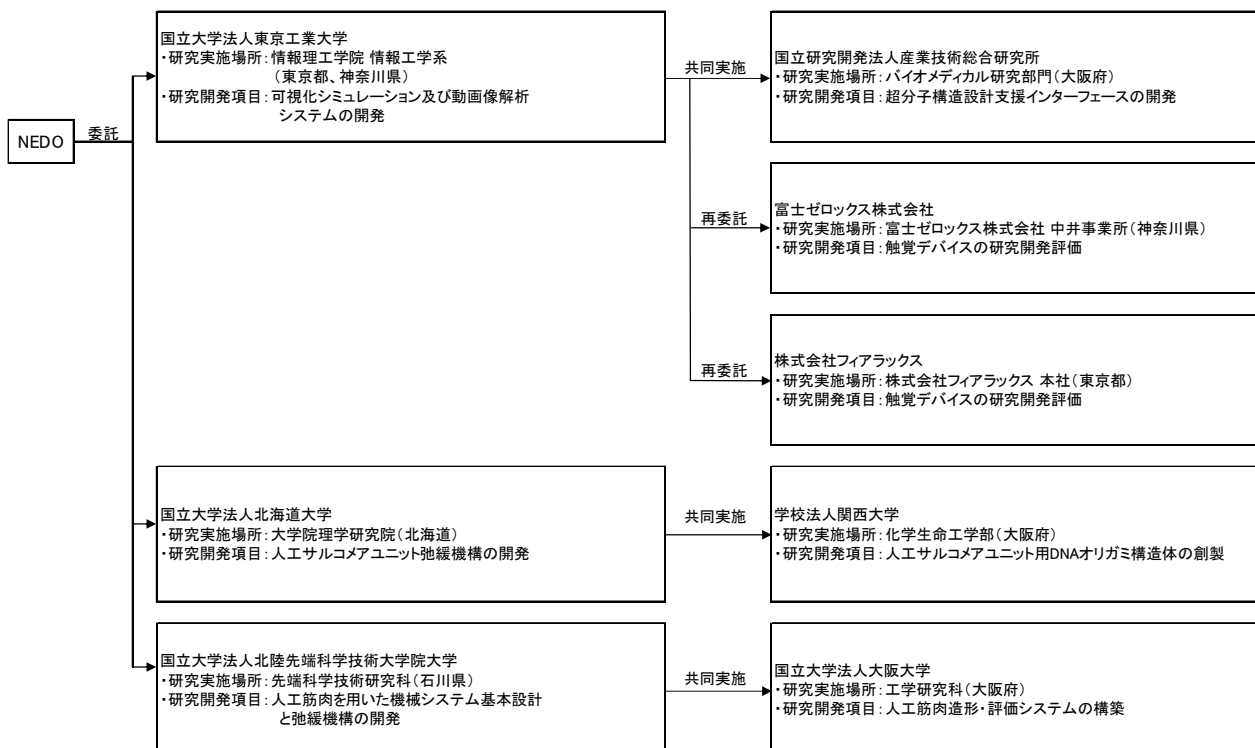 NEDO
委託
国立大学法人東京工業大学
・研究実施場所:情報理工学院 情報工学系
(東京都、神奈川県)
・研究開発項目:可視化シミュレーション及び動画像解析
システムの開発
共同実施
国立研究開発法人産業技術総合研究所
・研究実施場所:バイオメディカル研究部門(大阪府)
・研究開発項目:超分子構造設計支援インターフェースの開発
再委託
富士ゼロックス株式会社
・研究実施場所:富士ゼロックス株式会社 中井事業所(神奈川県)
・研究開発項目:触覚デバイスの研究開発評価
再委託
株式会社フィアラックス
・研究実施場所:株式会社フィアラックス 本社(東京都)
・研究開発項目:触覚デバイスの研究開発評価
国立大学法人北海道大学
・研究実施場所:大学院理学研究院(北海道)
・研究開発項目:人工サルコメアユニット弛緩機構の開発
共同実施
学校法人関西大学
・研究実施場所:化学生命工学部(大阪府)
・研究開発項目:人工サルコメアユニット用DNAオリガミ構造体の創製
国立大学法人北陸先端科学技術大学院大学
・研究実施場所:先端科学技術研究科(石川県)
・研究開発項目:人工筋肉を用いた機械システム基本設計
と弛緩機構の開発
共同実施
国立大学法人大阪大学
・研究実施場所:工学研究科(大阪府)
・研究開発項目:人工筋肉造形・評価システムの構築